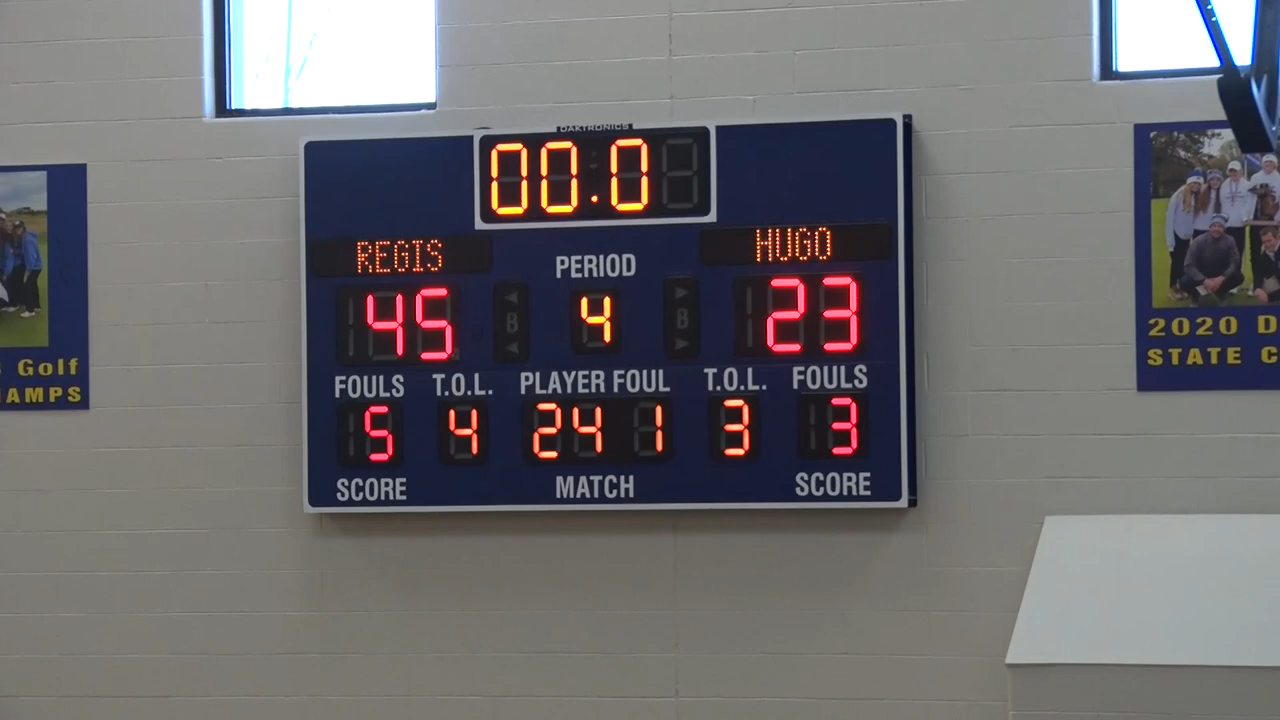 DAKTRONICS
00.0
REGIS
HUGO
PERIOD
45
B
4
B
23
FOULS T.O.L. PLAYER FOUL T.O.L. FOULS
5 4 24 1 3 3
SCORE MATCH SCORE
Golf
AMPS
2020 D
STATE C